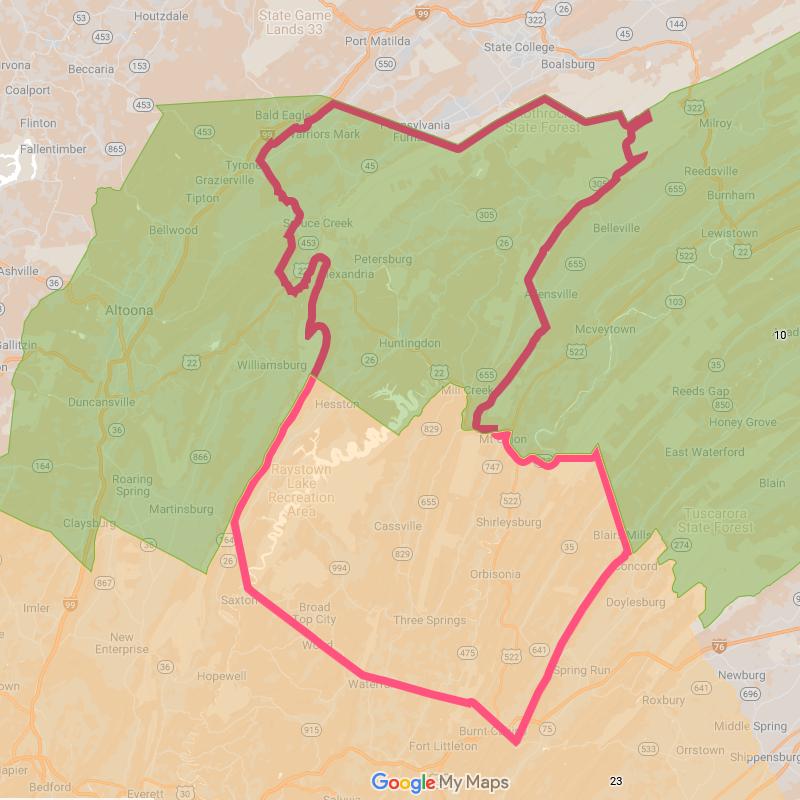 Houtzdale
State Game
Lands 33
99
322
144
53
453
Port Matilda
State College
45
Boalsburg
Beccaria
153
550
Coalport
453
322
Bald Eagle
Milroy
Flinton
453
99
Warriors Mark
Pennsylvania
Furn
State Forest
Fallentimber
865
Tyrone
Grazierville
45
Reedsville
305
655
Tipton
Burnham
Bellwood
Spruce Creek
305
Belleville
Lewistown
453
26
22
522
Ashville
22
Petersburg
655
36
Alexandria
Allensville
103
Altoona
Mcveytown
10
Gallitzin
Huntingdon
522
22
26
35
Williamsburg
22
655
Reeds Gap
Duncansville
Hesston
Mill Creek
850
36
829
Honey Grove
Mt Union
164
866
Raystown
Lake
Recreation
Area
747
East Waterford
Roaring
Spring
655
522
Blain
Martinsburg
Cassville
Shirleysburg
Tuscarora
State Forest
Claysburg
26
829
35
Blairs Mills
274
867
994
Orbisonia
Concord
Imler
99
Saxton
Broad
Top City
Doylesburg
New
Enterprise
Three Springs
Wood
641
76
36
475
522
Newburg
Hopewell
Spring Run
641
696
Roxbury
915
Burnt Cabins
75
Middle Spring
Fort Littleton
533
Orrstown
Shippensburg
Bedford
Everett
30
Google My Maps
23